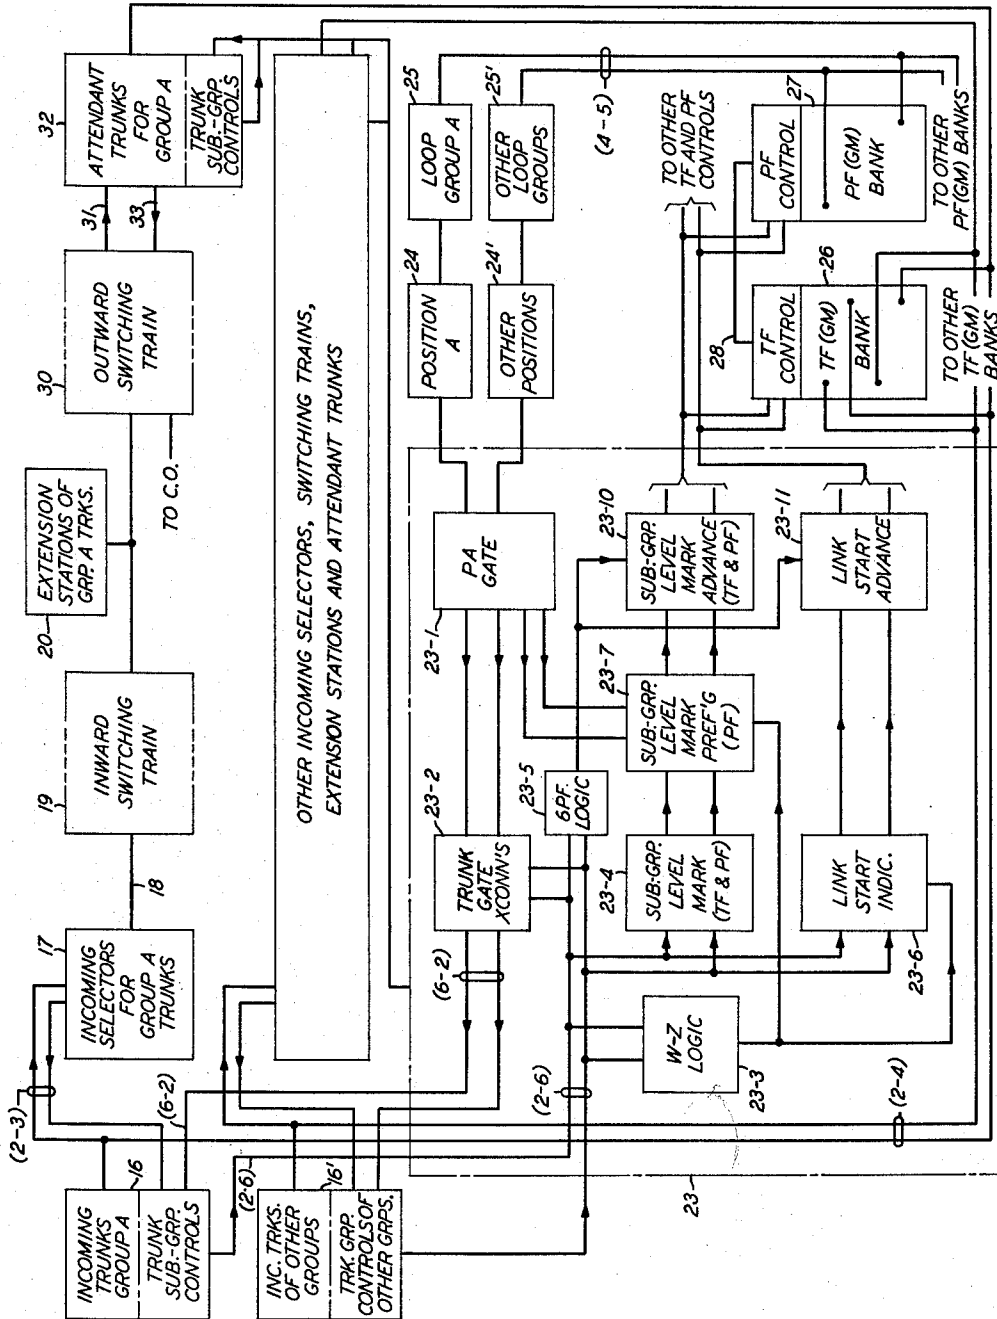 (2-3)
INCOMING
TRUNKS
GROUP A
16
TRUNK
SUB.-GRP.
CONTROLS
(6-2)
(2-6)
INC. TRKS.
OF OTHER
GROUPS
16'
TRK. GRP.
CONTROLS OF
OTHER GRPS.
17
INCOMING
SELECTORS
FOR
GROUP A
TRUNKS
18
19
INWARD
SWITCHING
TRAIN
20
EXTENSION
STATIONS OF
GRP. A TRKS.
TO C.O.
30
OUTWARD
SWITCHING
TRAIN
31
33
32
ATTENDANT
TRUNKS
FOR
GROUP A
TRUNK
SUB.-GRP.
CONTROLS
OTHER INCOMING SELECTORS, SWITCHING TRAINS,
EXTENSION STATIONS AND ATTENDANT TRUNKS
(6-2)
23-2
TRUNK
GATE
XCONN'S
23-1
PA
GATE
24
POSITION
A
25
LOOP
GROUP A
24'
OTHER
POSITIONS
25'
OTHER
LOOP
GROUPS
(4-5)
(2-6)
W-Z
LOGIC
23-3
(2-4)
23
23-4
SUB.-GRP.
LEVEL
MARK
(TF & PF)
23-5
6PF.
LOGIC
23-7
SUB.-GRP.
LEVEL
MARK
PREF'G
(PF)
23-10
SUB-GRP.
LEVEL
MARK
ADVANCE
(TF & PF)
LINK
START
INDIC.
23-6
23-11
LINK
START
ADVANCE
TO OTHER
TF AND PF
CONTROLS
28
TF
CONTROL
TF (GM)
BANK
26
PF
CONTROL
27
PF (GM)
BANK
TO OTHER
TF (GM)
BANKS
TO OTHER
PF(GM) BANKS